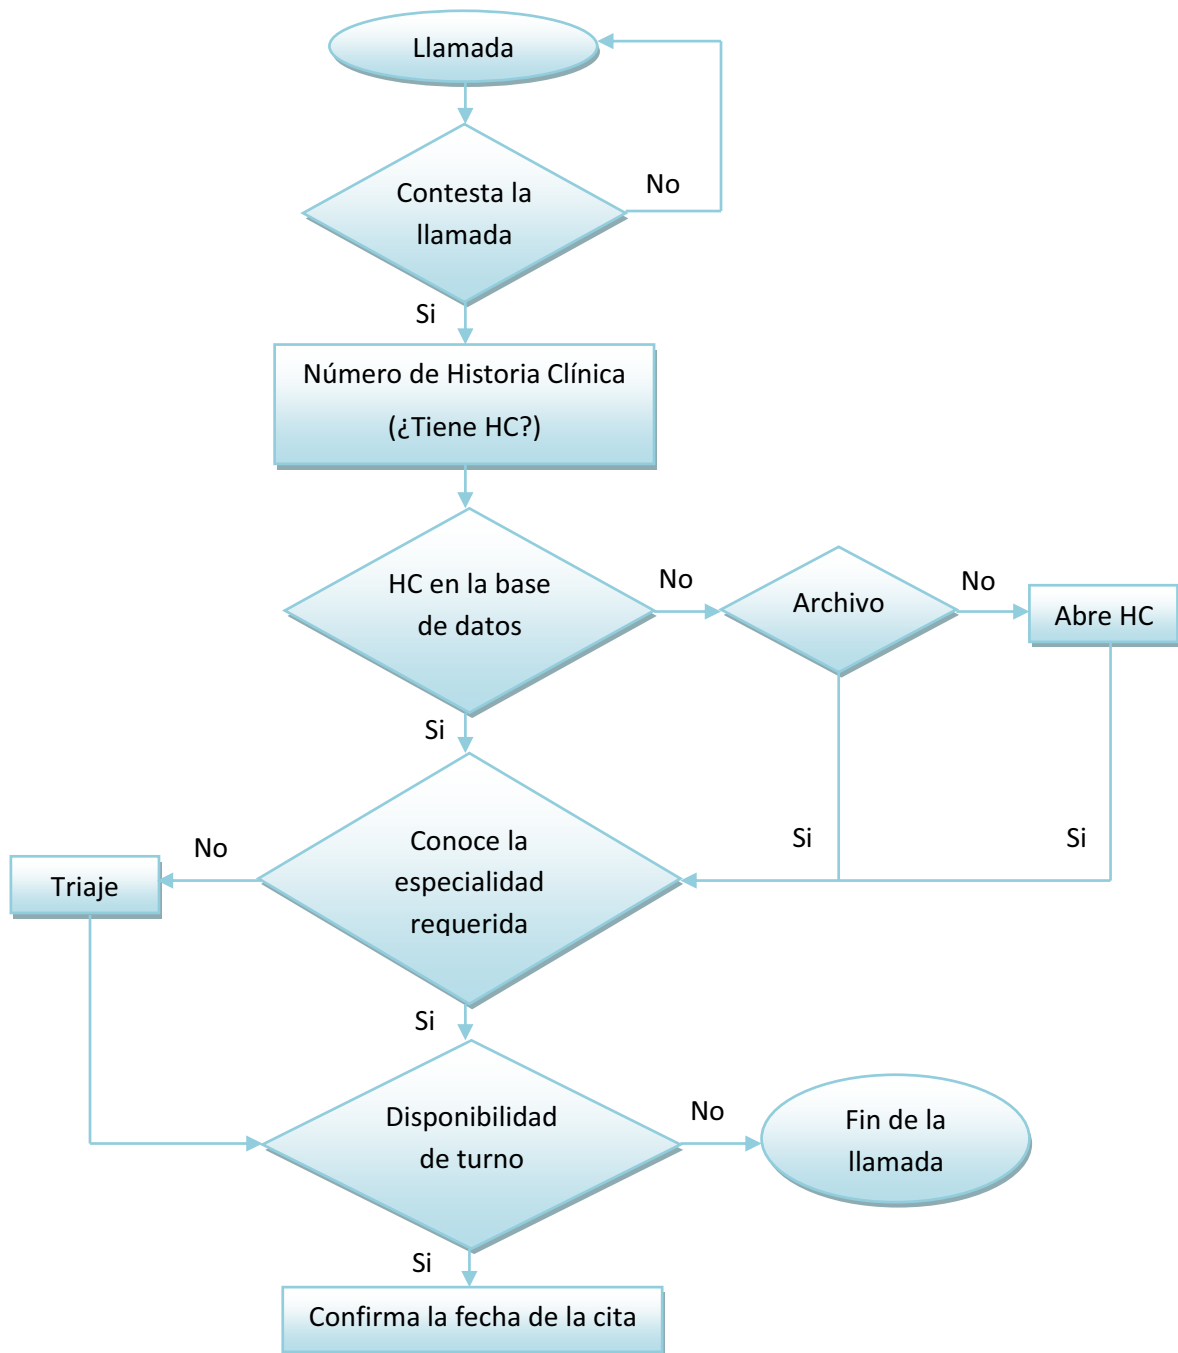 Llamada
Contesta la
llamada
No
Si
Número de Historia Clínica
(¿Tiene HC?)
HC en la base
de datos
No
Archivo
No
Abre HC
Si
Si
Si
Conoce la
especialidad
requerida
No
Triaje
Si
Disponibilidad
de turno
No
Fin de la
llamada
Si
Confirma la fecha de la cita